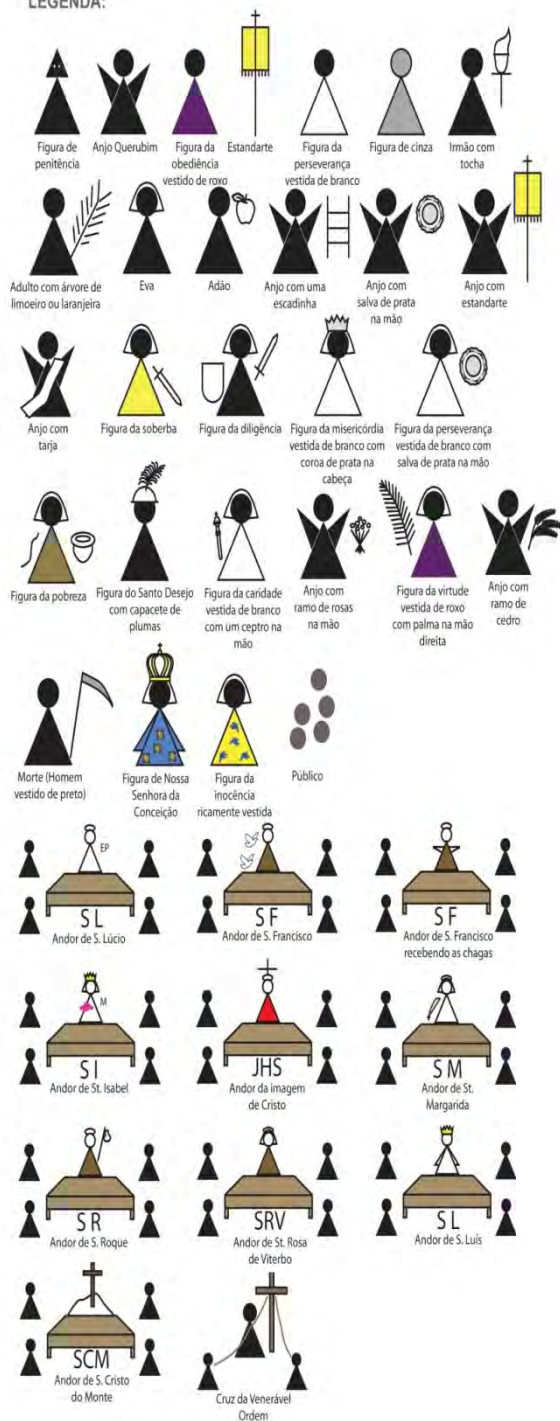 LEGENDA:
Figura de
penitência
Anjo Querubim
Figura da
obediência
vestido de roxo
Estandarte
Figura da
perseverança
vestida de branco
Figura de cinza
Irmão com
tocha
Adulto com árvore de
limoeiro ou laranjeira
Eva
Adão
Anjo com uma
escadinha
Anjo com
salva de prata
na mão
Anjo com
estandarte
Anjo com
tarja
Figura da soberba
Figura da diligência
Figura da misericórdia
vestida de branco com
coroa de prata na
cabeça
Figura da perseverança
vestida de branco com
salva de prata na mão
Figura da pobreza
Figura do Santo Desejo
com capacete de
plumas
Figura da caridade
vestida de branco
com um ceptro na
mão
Anjo com
ramo de rosas
na mão
Figura da virtude
vestida de roxo
com palma na mão
direita
Anjo com
ramo de
cedro
Morte (Homem
vestido de preto)
Figura de Nossa
Senhora da
Conceição
Figura da
inocência
ricamente vestida
Público
EP
S L
Andor de S. Lúcio
S F
Andor de S. Francisco
S F
Andor de S. Francisco
recebendo as chagas
M
S I
Andor de St. Isabel
JHS
Andor da imagem
de Cristo
S M
Andor de St.
Margarida
S R
Andor de S. Roque
SRV
Andor de St. Rosa
de Viterbo
S L
Andor de S. Luís
SCM
Andor de S. Cristo
do Monte
Cruz da Venerável
Ordem